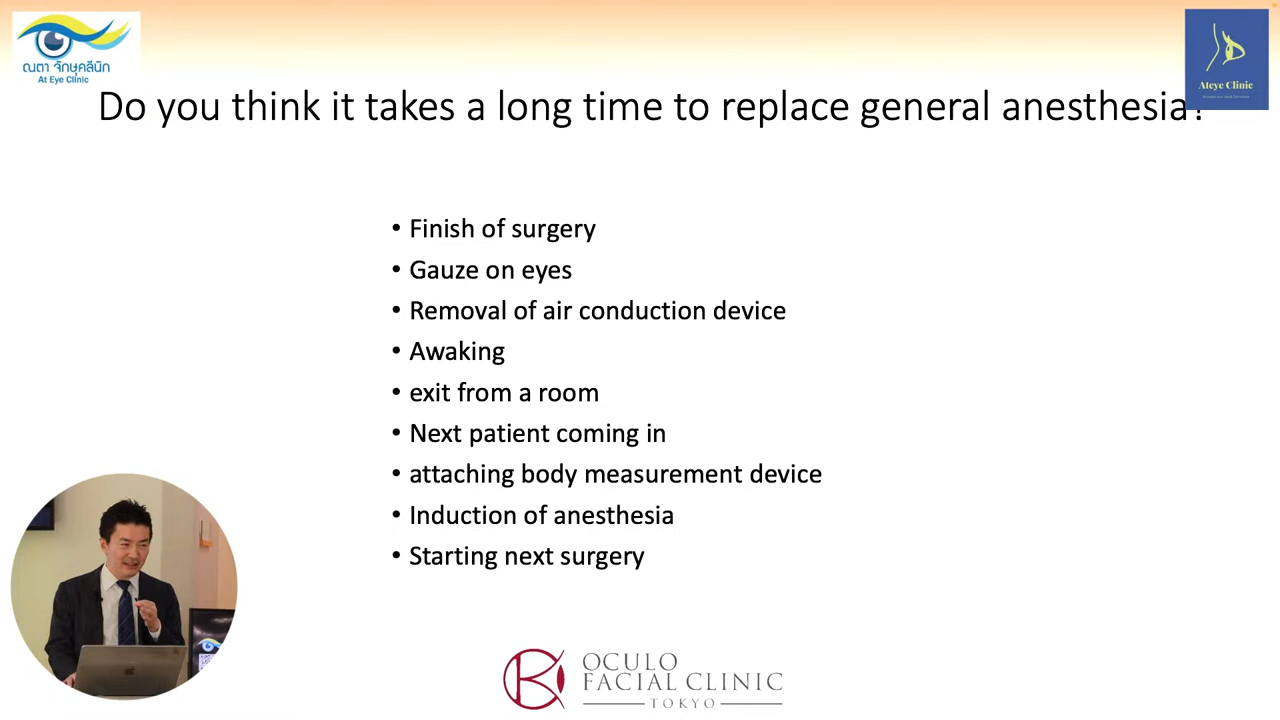 ณตา จักษุคลีนิก
At Eye Clinic
Ateye Clinic
Do you think it takes a long time to replace general anesthesia?
• Finish of surgery
• Gauze on eyes
• Removal of air conduction device
• Awaking
• exit from a room
• Next patient coming in
• attaching body measurement device
• Induction of anesthesia
• Starting next surgery
OCULO
FACIAL CLINIC
TOKYO